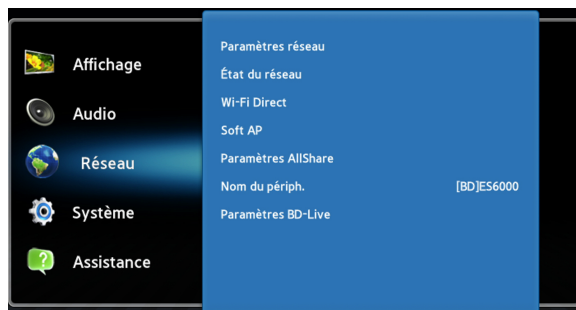 Affichage
Audio
Réseau
Système
Assistance
Paramètres réseau
État du réseau
Wi-Fi Direct
Soft AP
Paramètres AllShare
Nom du périph. [BD]ES6000
Paramètres BD-Live